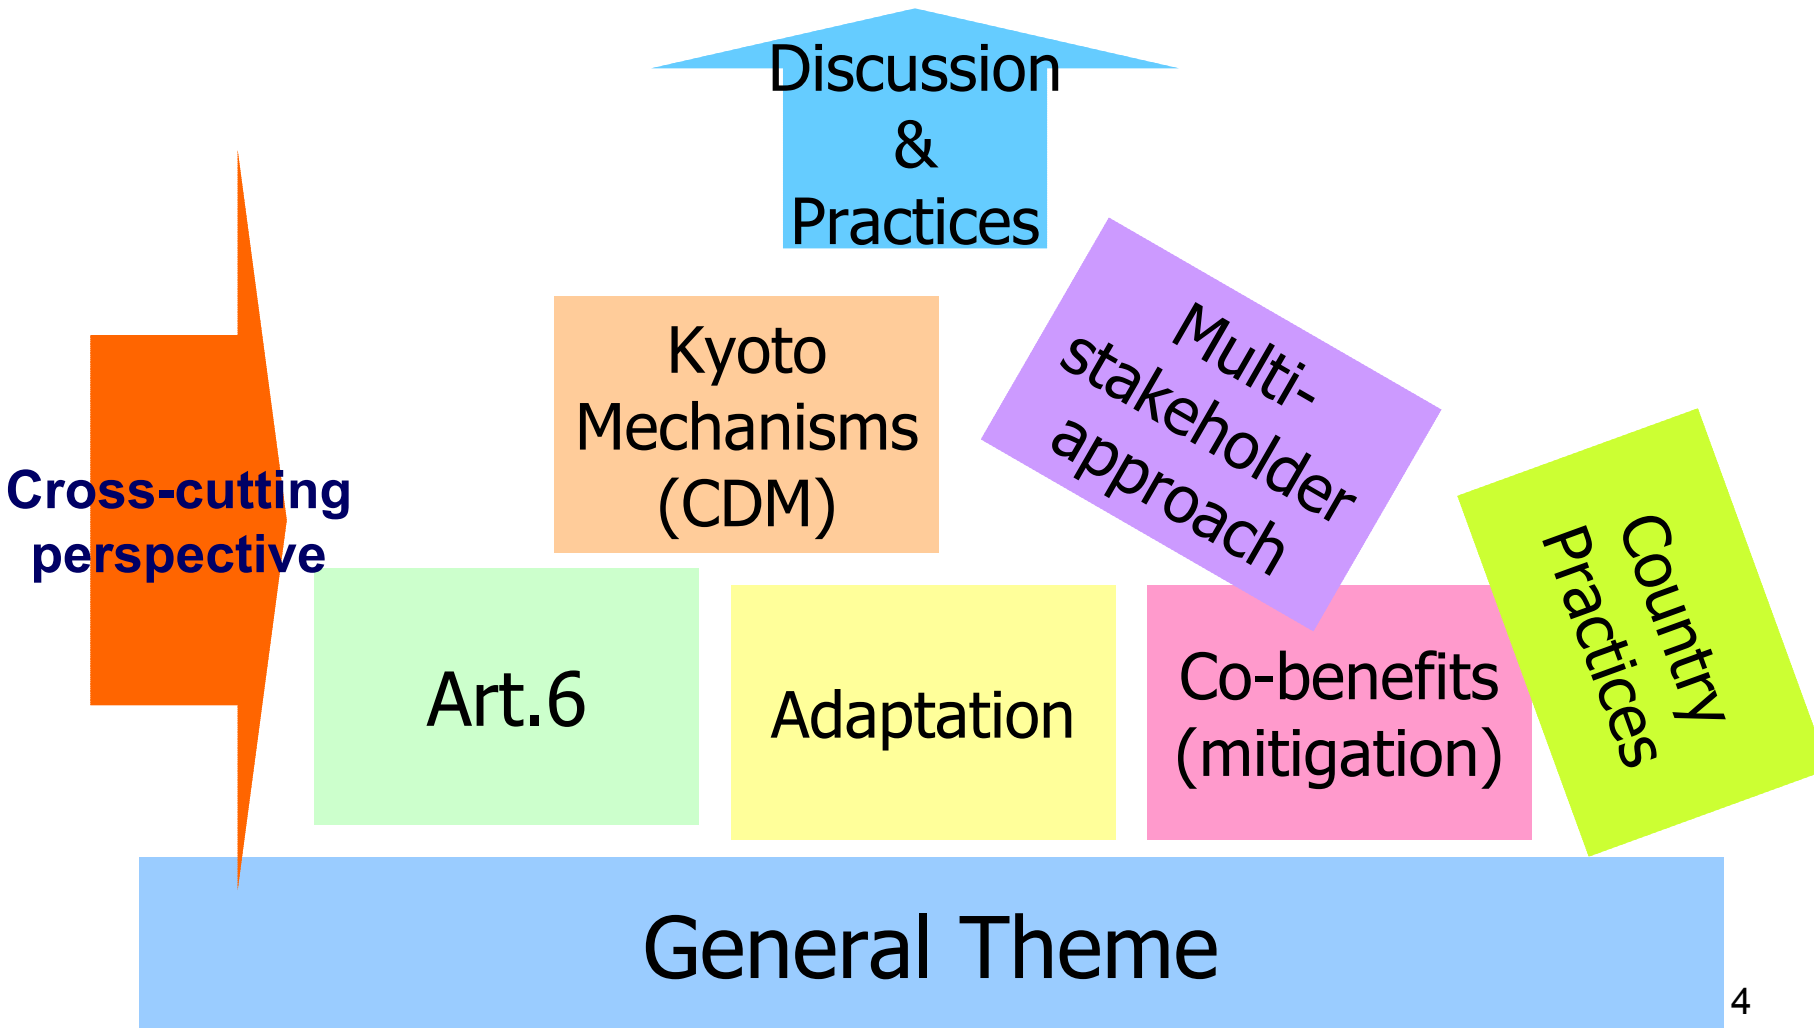 Discussion
&
Practices
Kyoto
Mechanisms
(CDM)
Multi-
stakeholder
approach
Cross-cutting
perspective
Art.6
Adaptation
Co-benefits
(mitigation)
Country
Practices
General Theme
4